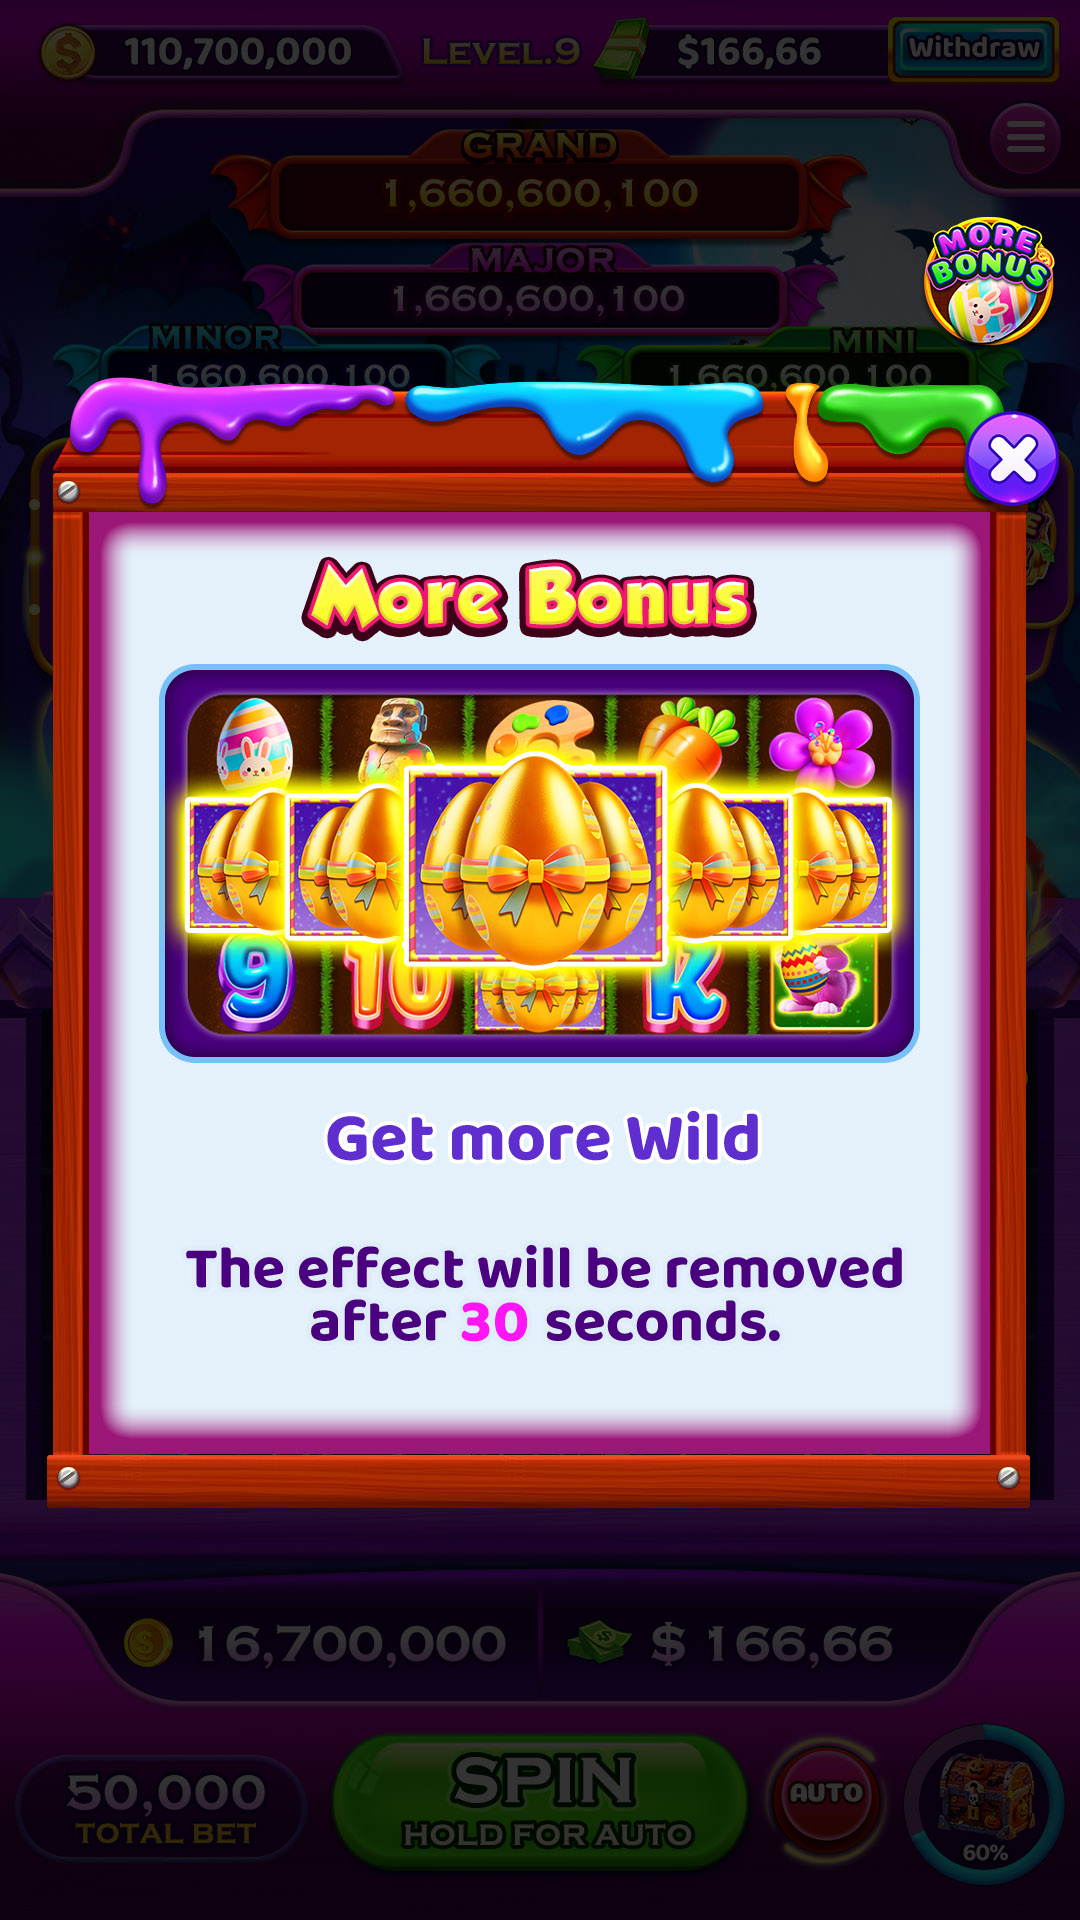 110,700,000
LEVEL.9
$166,66
Withdraw
GRAND
1,660,600,100
MAJOR
1,660,600,100
MORE
BONUS
MINOR
MINI
1,660,600,100
1,660,600,100
More Bonus
9
10
K
Get more Wild
The effect will be removed
after 30 seconds.
16,700,000
$ 166,66
50,000
TOTAL BET
SPIN
HOLD FOR AUTO
AUTO
60%